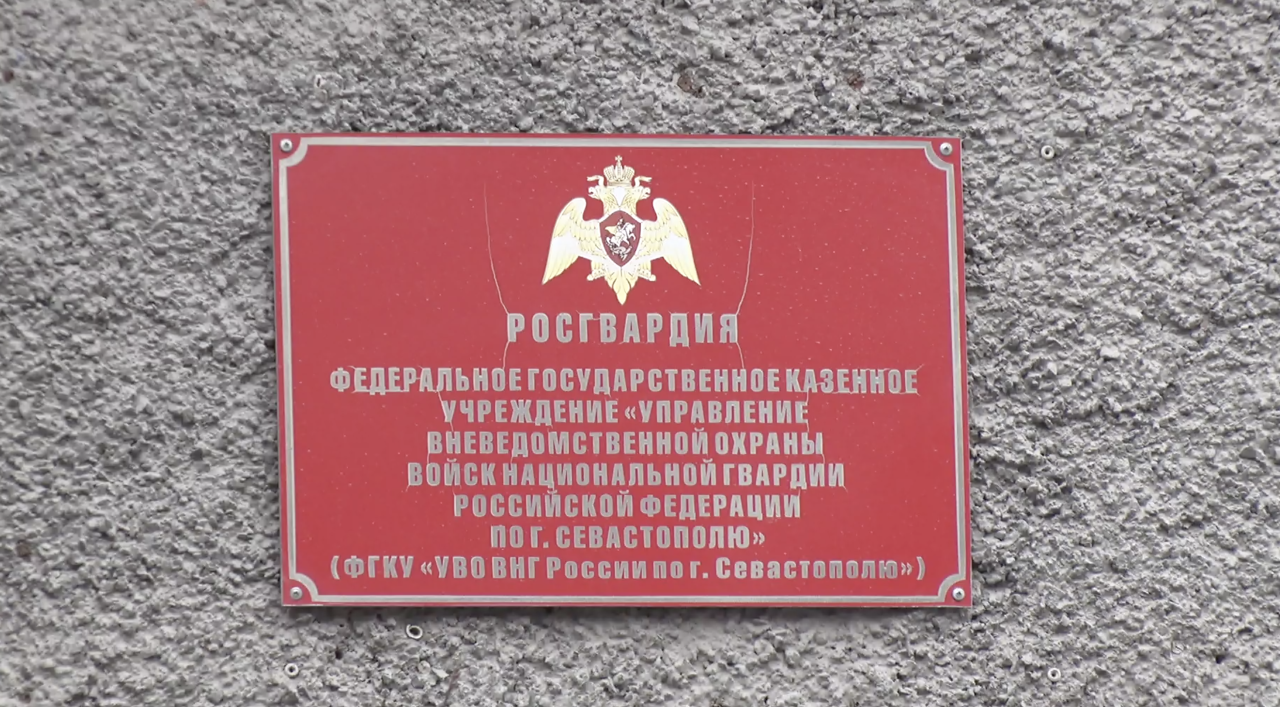 РОСГВАРДИЯ
ФЕДЕРАЛЬНОЕ ГОСУДАРСТВЕННОЕ КАЗЕННОЕ
УЧРЕЖДЕНИЕ «УПРАВЛЕНИЕ
ВНЕВЕДОМСТВЕННОЙ ОХРАНЫ
ВОЙСК НАЦИОНАЛЬНОЙ ГВАРДИИ
РОССИЙСКОЙ ФЕДЕРАЦИИ
ПО Г. СЕВАСТОПОЛЮ»
(ФГКУ «УВО ВНГ России по г. Севастополю»)